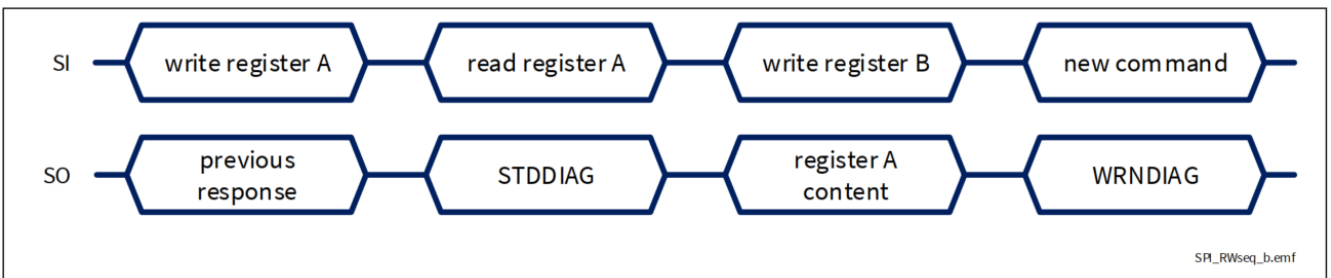 SI
write register A
read register A
write register B
new command
SO
previous
response
STDDIAG
register A
content
WRNDIAG
SPI_RWseq_b.emf